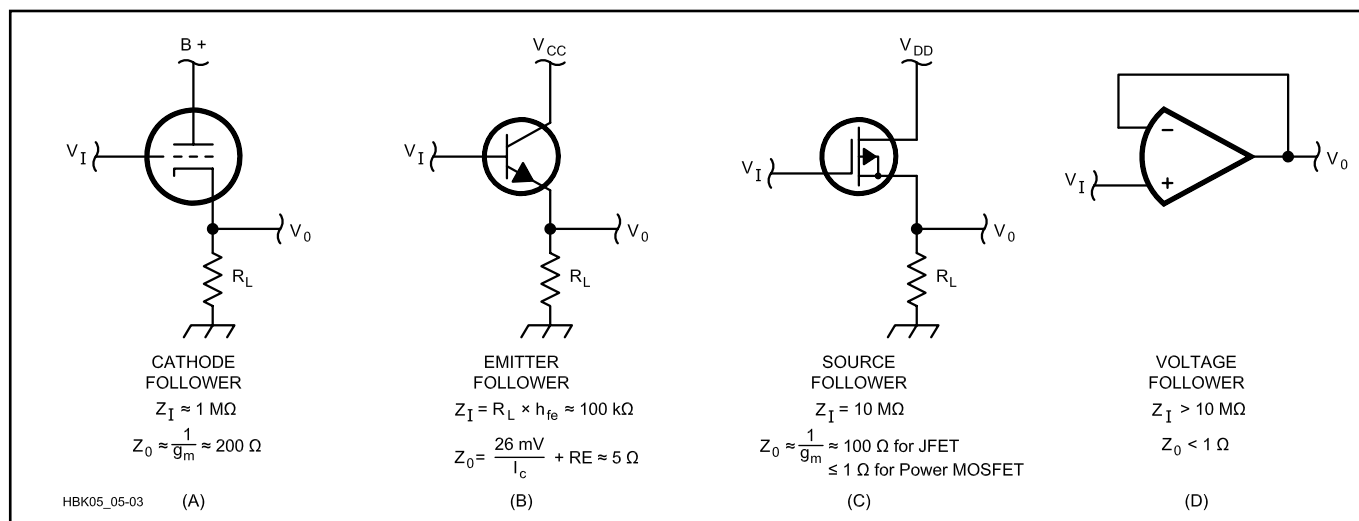 B +
V_I
V_0
R_L
CATHODE
FOLLOWER
Z_I ≈ 1 MΩ
Z_0 ≈ 1/g_m ≈ 200 Ω
HBK05_05-03
(A)
V_CC
V_I
V_0
R_L
EMITTER
FOLLOWER
Z_I = R_L × h_fe ≈ 100 kΩ
Z_0 = 26 mV/I_c + RE ≈ 5 Ω
(B)
V_DD
V_I
V_0
R_L
SOURCE
FOLLOWER
Z_I = 10 MΩ
Z_0 ≈ 1/g_m ≈ 100 Ω for JFET
≤ 1 Ω for Power MOSFET
(C)
−
+
V_I
V_0
VOLTAGE
FOLLOWER
Z_I > 10 MΩ
Z_0 < 1 Ω
(D)